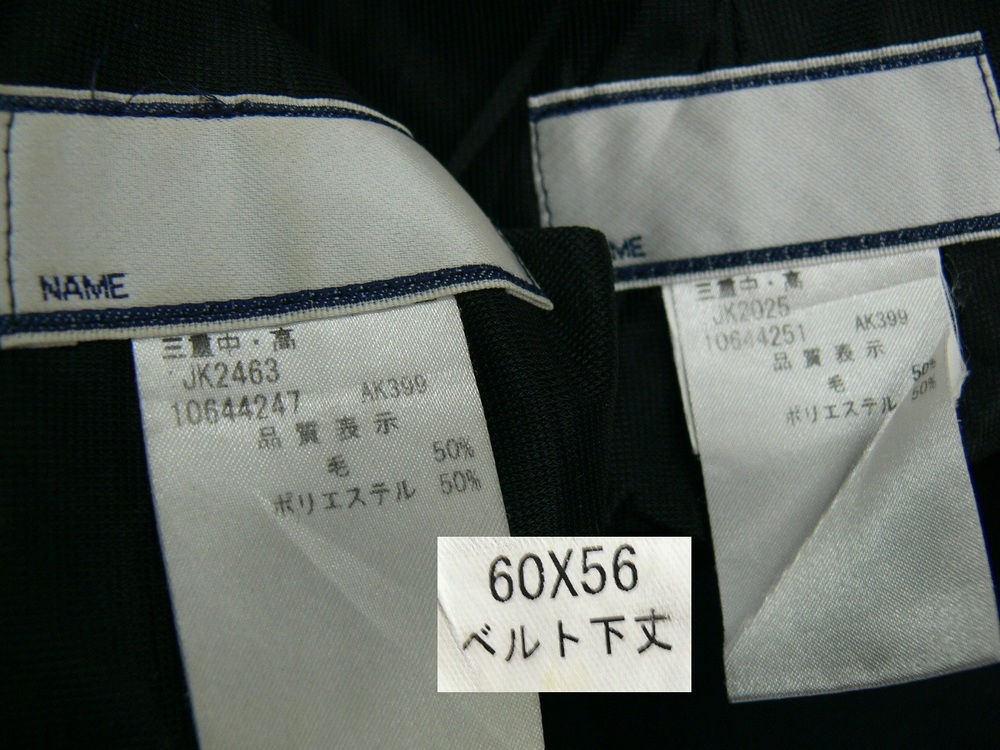 NAME
三重中・高
JK2463
10644247 AK399
品質表示
毛 50%
ポリエステル 50%
ME
三重中・高
JK2025
10644251 AK399
品質表示
毛 50%
ポリエステル 50%
60X56
ベルト下丈